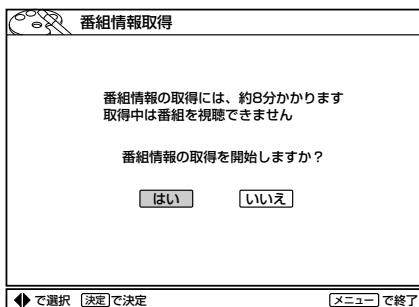 番組情報取得
番組情報の取得には、約8分かかります
取得中は番組を視聴できません
番組情報の取得を開始しますか？
はい いいえ
で選択 決定で決定 メニューで終了